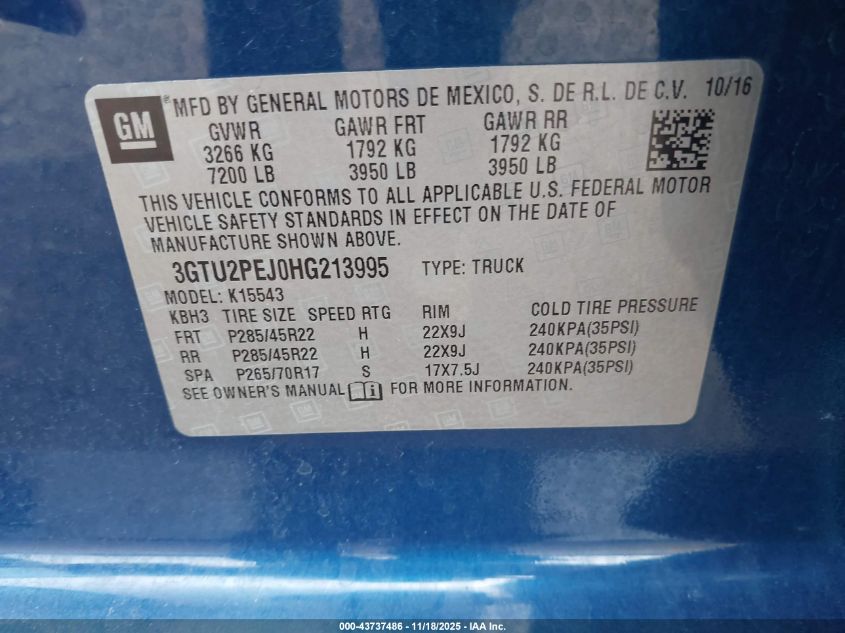 GM ® MFD BY GENERAL MOTORS DE MEXICO, S. DE R.L. DE C.V. 10/16
GVWR GAWR FRT GAWR RR
3266 KG 1792 KG 1792 KG
7200 LB 3950 LB 3950 LB
THIS VEHICLE CONFORMS TO ALL APPLICABLE U.S. FEDERAL MOTOR
VEHICLE SAFETY STANDARDS IN EFFECT ON THE DATE OF
MANUFACTURE SHOWN ABOVE.
3GTU2PEJ0HG213995 TYPE: TRUCK
MODEL: K15543
KBH3 TIRE SIZE SPEED RTG RIM COLD TIRE PRESSURE
FRT P285/45R22 H 22X9J 240KPA(35PSI)
RR P285/45R22 H 22X9J 240KPA(35PSI)
SPA P265/70R17 S 17X7.5J 240KPA(35PSI)
SEE OWNER'S MANUAL i FOR MORE INFORMATION.
000-43737486 - 11/18/2025 - IAA Inc.